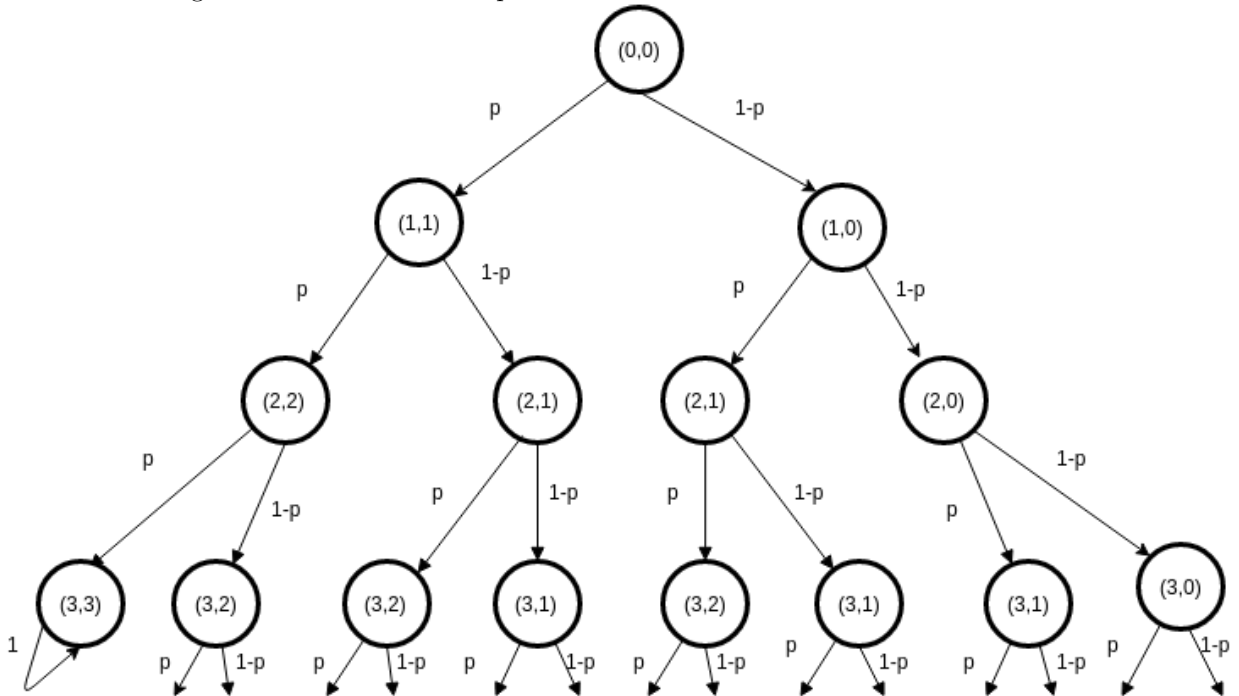 (0,0)
p 1-p
(1,1) (1,0)
p 1-p p 1-p
(2,2) (2,1) (2,1) (2,0)
p 1-p p 1-p p 1-p p 1-p
(3,3) (3,2) (3,2) (3,1) (3,2) (3,1) (3,1) (3,0)
1 p 1-p p 1-p p 1-p p 1-p p 1-p p 1-p p 1-p